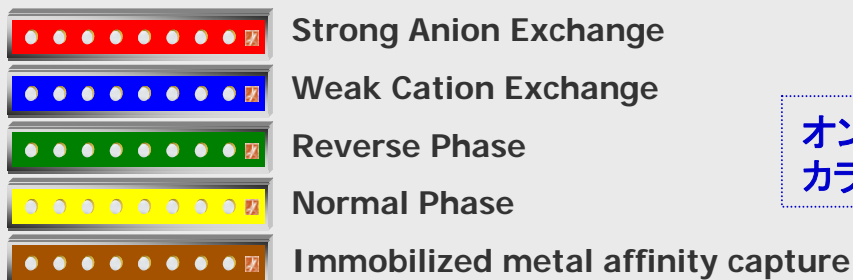 Strong Anion Exchange
Weak Cation Exchange
Reverse Phase
Normal Phase
Immobilized metal affinity capture
オン
カラ